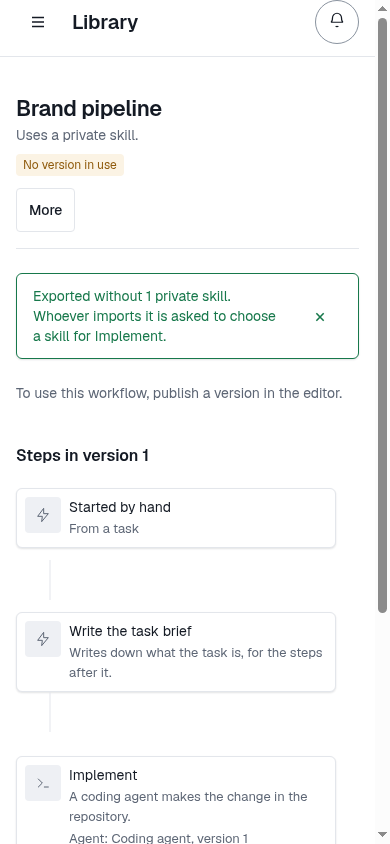 Library
Brand pipeline
Uses a private skill.
No version in use
More
Exported without 1 private skill.
Whoever imports it is asked to choose
a skill for Implement.
To use this workflow, publish a version in the editor.
Steps in version 1
Started by hand
From a task
Write the task brief
Writes down what the task is, for the steps
after it.
Implement
A coding agent makes the change in the
repository.
Agent: Coding agent, version 1